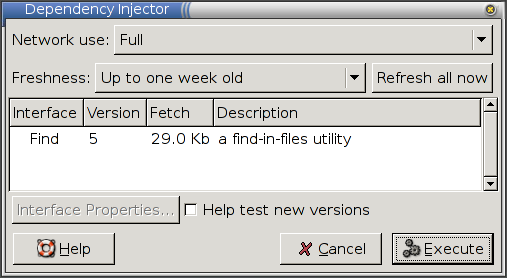 Dependency Injector
Network use: Full
Freshness: Up to one week old Refresh all now
Interface Version Fetch Description
Find 5 29.0 Kb a find-in-files utility
Interface Properties... Help test new versions
Help Cancel Execute